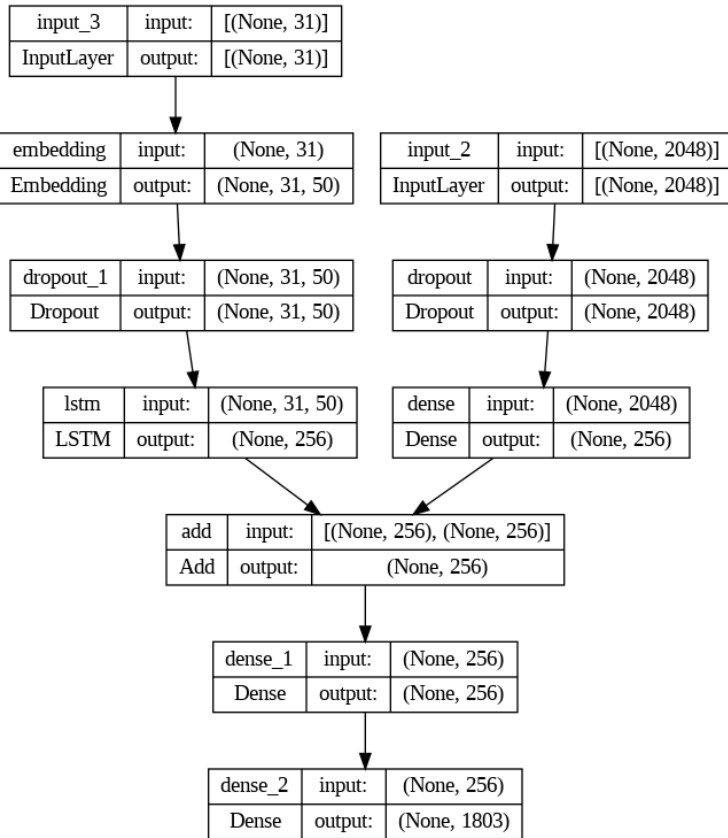 input_3 input: [(None, 31)]
InputLayer output: [(None, 31)]
embedding input: (None, 31)
Embedding output: (None, 31, 50)
input_2 input: [(None, 2048)]
InputLayer output: [(None, 2048)]
dropout_1 input: (None, 31, 50)
Dropout output: (None, 31, 50)
dropout input: (None, 2048)
Dropout output: (None, 2048)
lstm input: (None, 31, 50)
LSTM output: (None, 256)
dense input: (None, 2048)
Dense output: (None, 256)
add input: [(None, 256), (None, 256)]
Add output: (None, 256)
dense_1 input: (None, 256)
Dense output: (None, 256)
dense_2 input: (None, 256)
Dense output: (None, 1803)